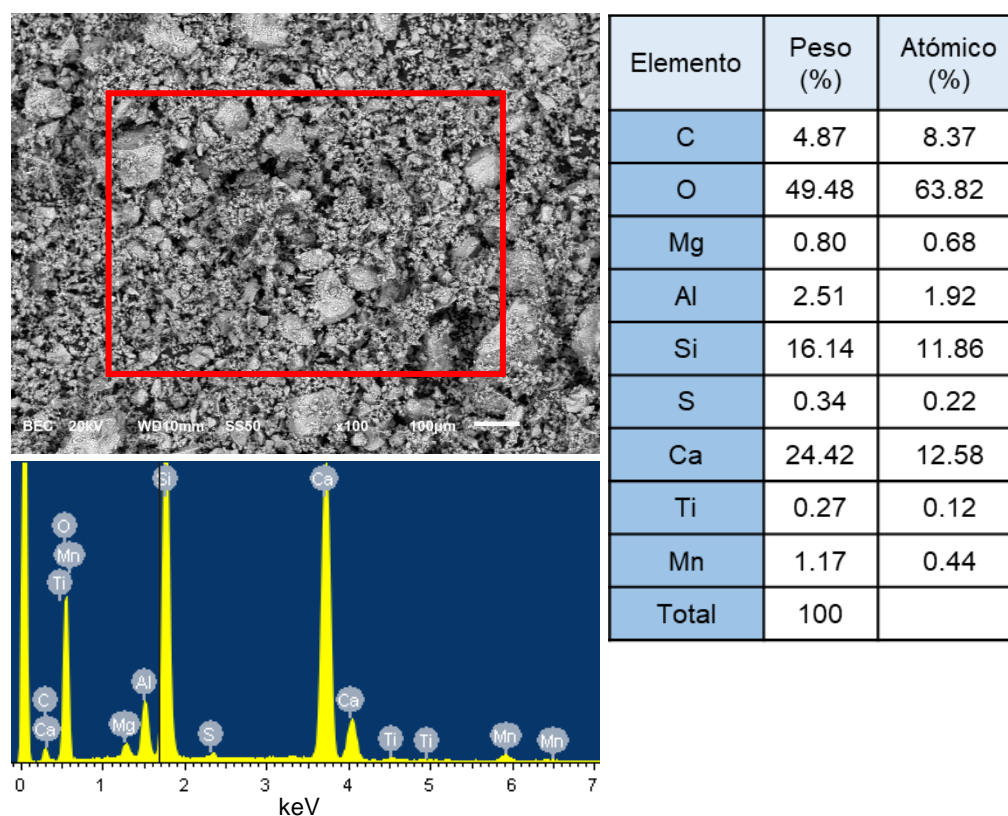 BEC 20kV WD10mm SS50 x100 100µm
Elemento Peso (%) Atómico (%)
C 4.87 8.37
O 49.48 63.82
Mg 0.80 0.68
Al 2.51 1.92
Si 16.14 11.86
S 0.34 0.22
Ca 24.42 12.58
Ti 0.27 0.12
Mn 1.17 0.44
Total 100
Si Ca
O
Mn
Ti
Al
C Mg Ca
Ca S Ti Ti Mn Mn
0 1 2 3 4 5 6 7
keV